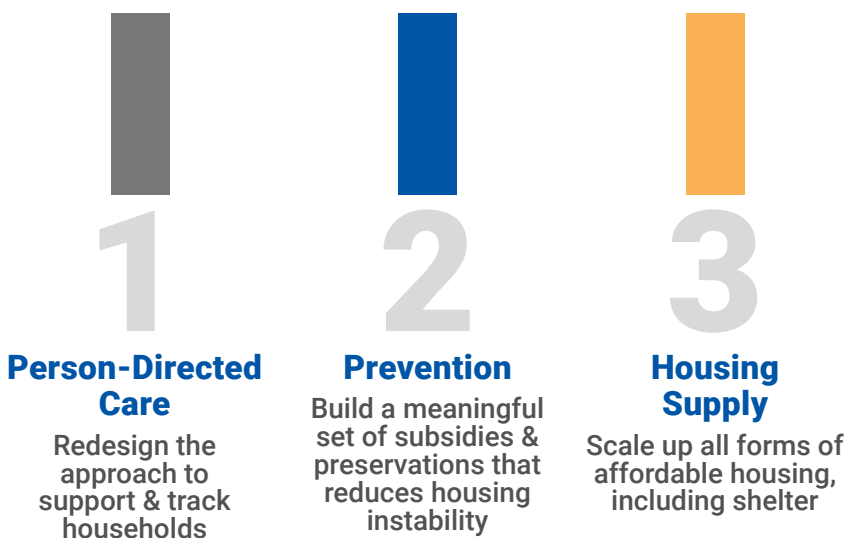 1
Person-Directed
Care
Redesign the
approach to
support & track
households
2
Prevention
Build a meaningful
set of subsidies &
preservations that
reduces housing
instability
3
Housing
Supply
Scale up all forms of
affordable housing,
including shelter